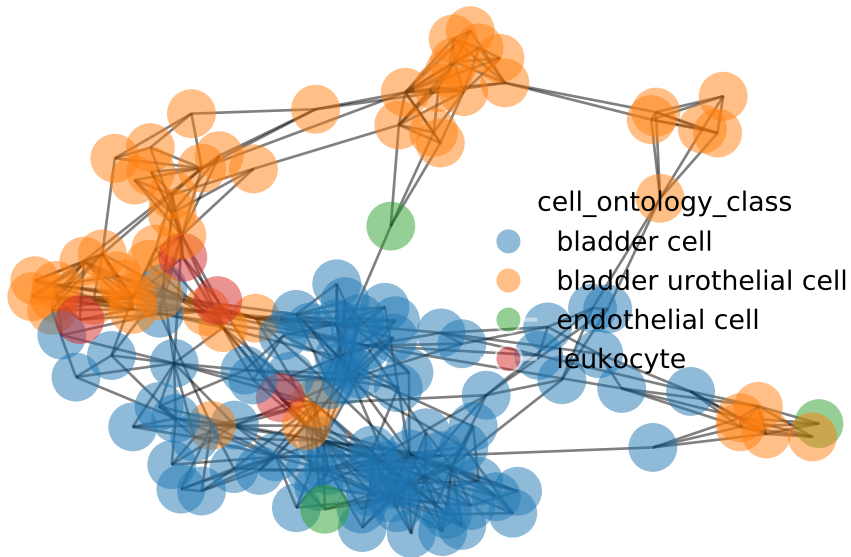 cell_ontology_class
bladder cell
bladder urothelial cell
endothelial cell
leukocyte